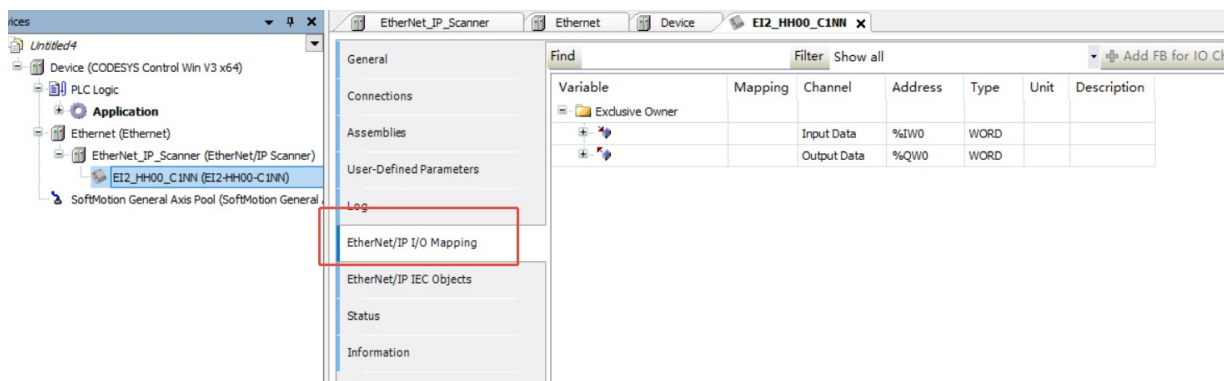 vices
EtherNet_IP_Scanner
Ethernet
Device
EI2_HH00_C1NN
Untitled4
Device (CODESYS Control Win V3 x64)
PLC Logic
Application
Ethernet (Ethernet)
EtherNet_IP_Scanner (EtherNet/IP Scanner)
EI2_HH00_C1NN (EI2-HH00-C1NN)
SoftMotion General Axis Pool (SoftMotion General
General
Connections
Assemblies
User-Defined Parameters
Log
EtherNet/IP I/O Mapping
EtherNet/IP IEC Objects
Status
Information
Find Filter Show all Add FB for IO Ch
Variable Mapping Channel Address Type Unit Description
Exclusive Owner
Input Data %IW0 WORD
Output Data %QW0 WORD